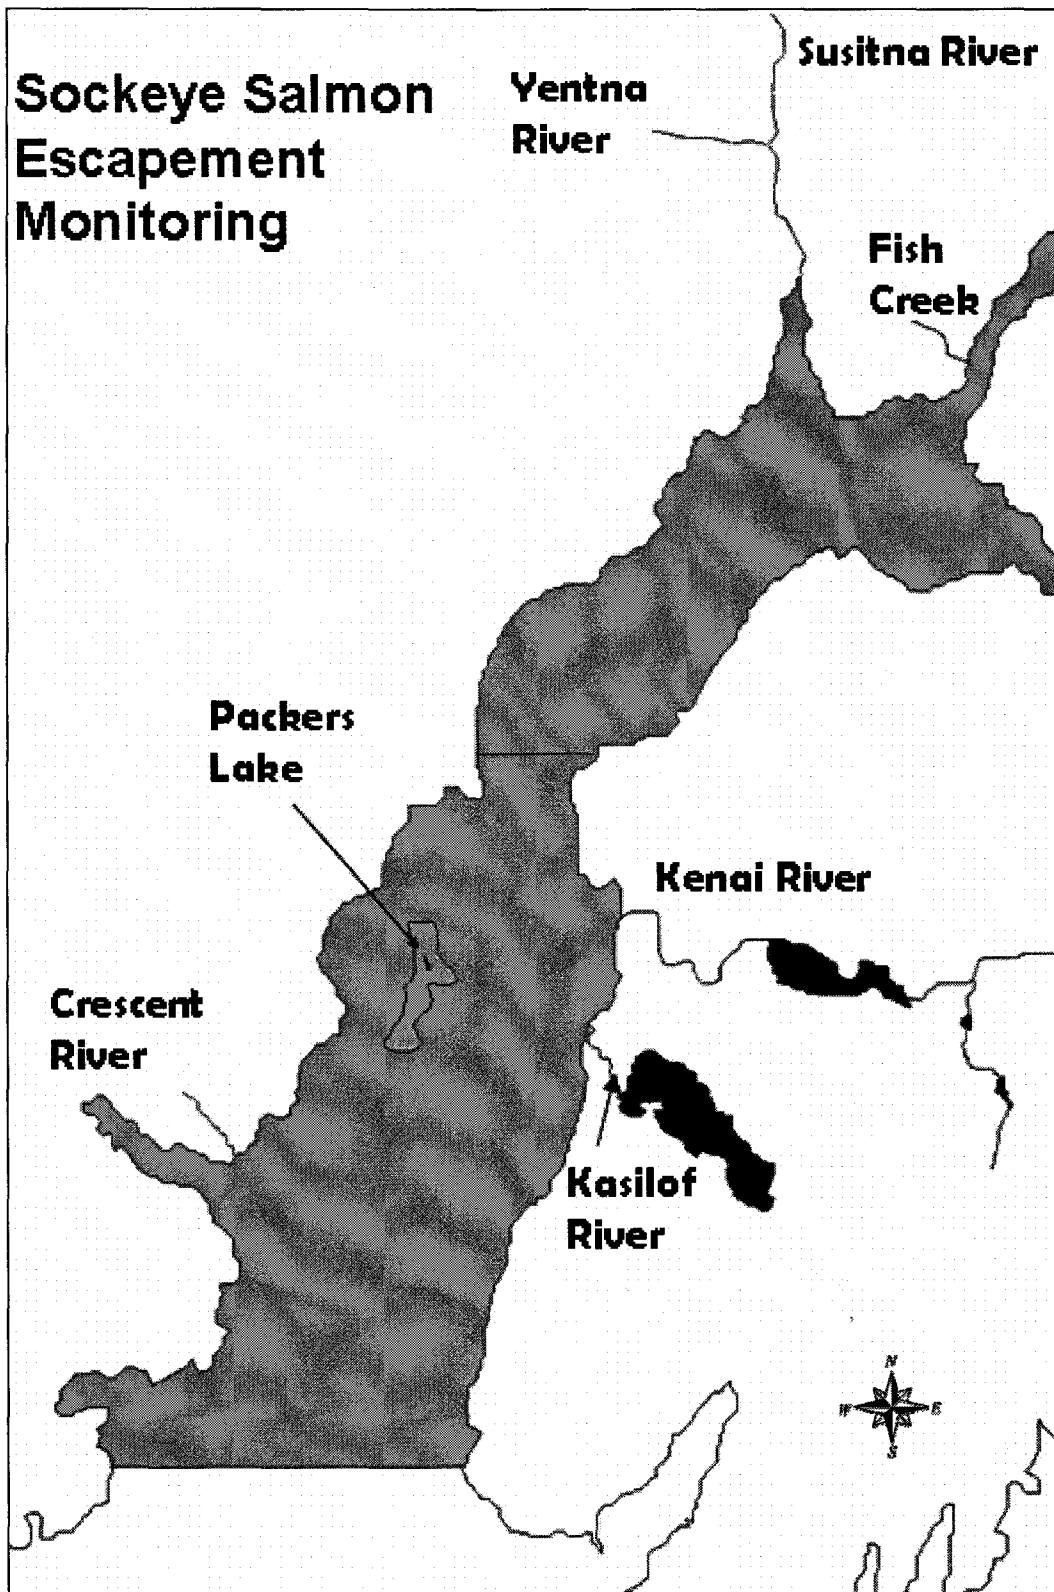 Sockeye Salmon
Escapement
Monitoring
Susitna River
Yentna
River
Fish
Creek
Packers
Lake
Kenai River
Crescent
River
Kasilof
River
N
W E
S